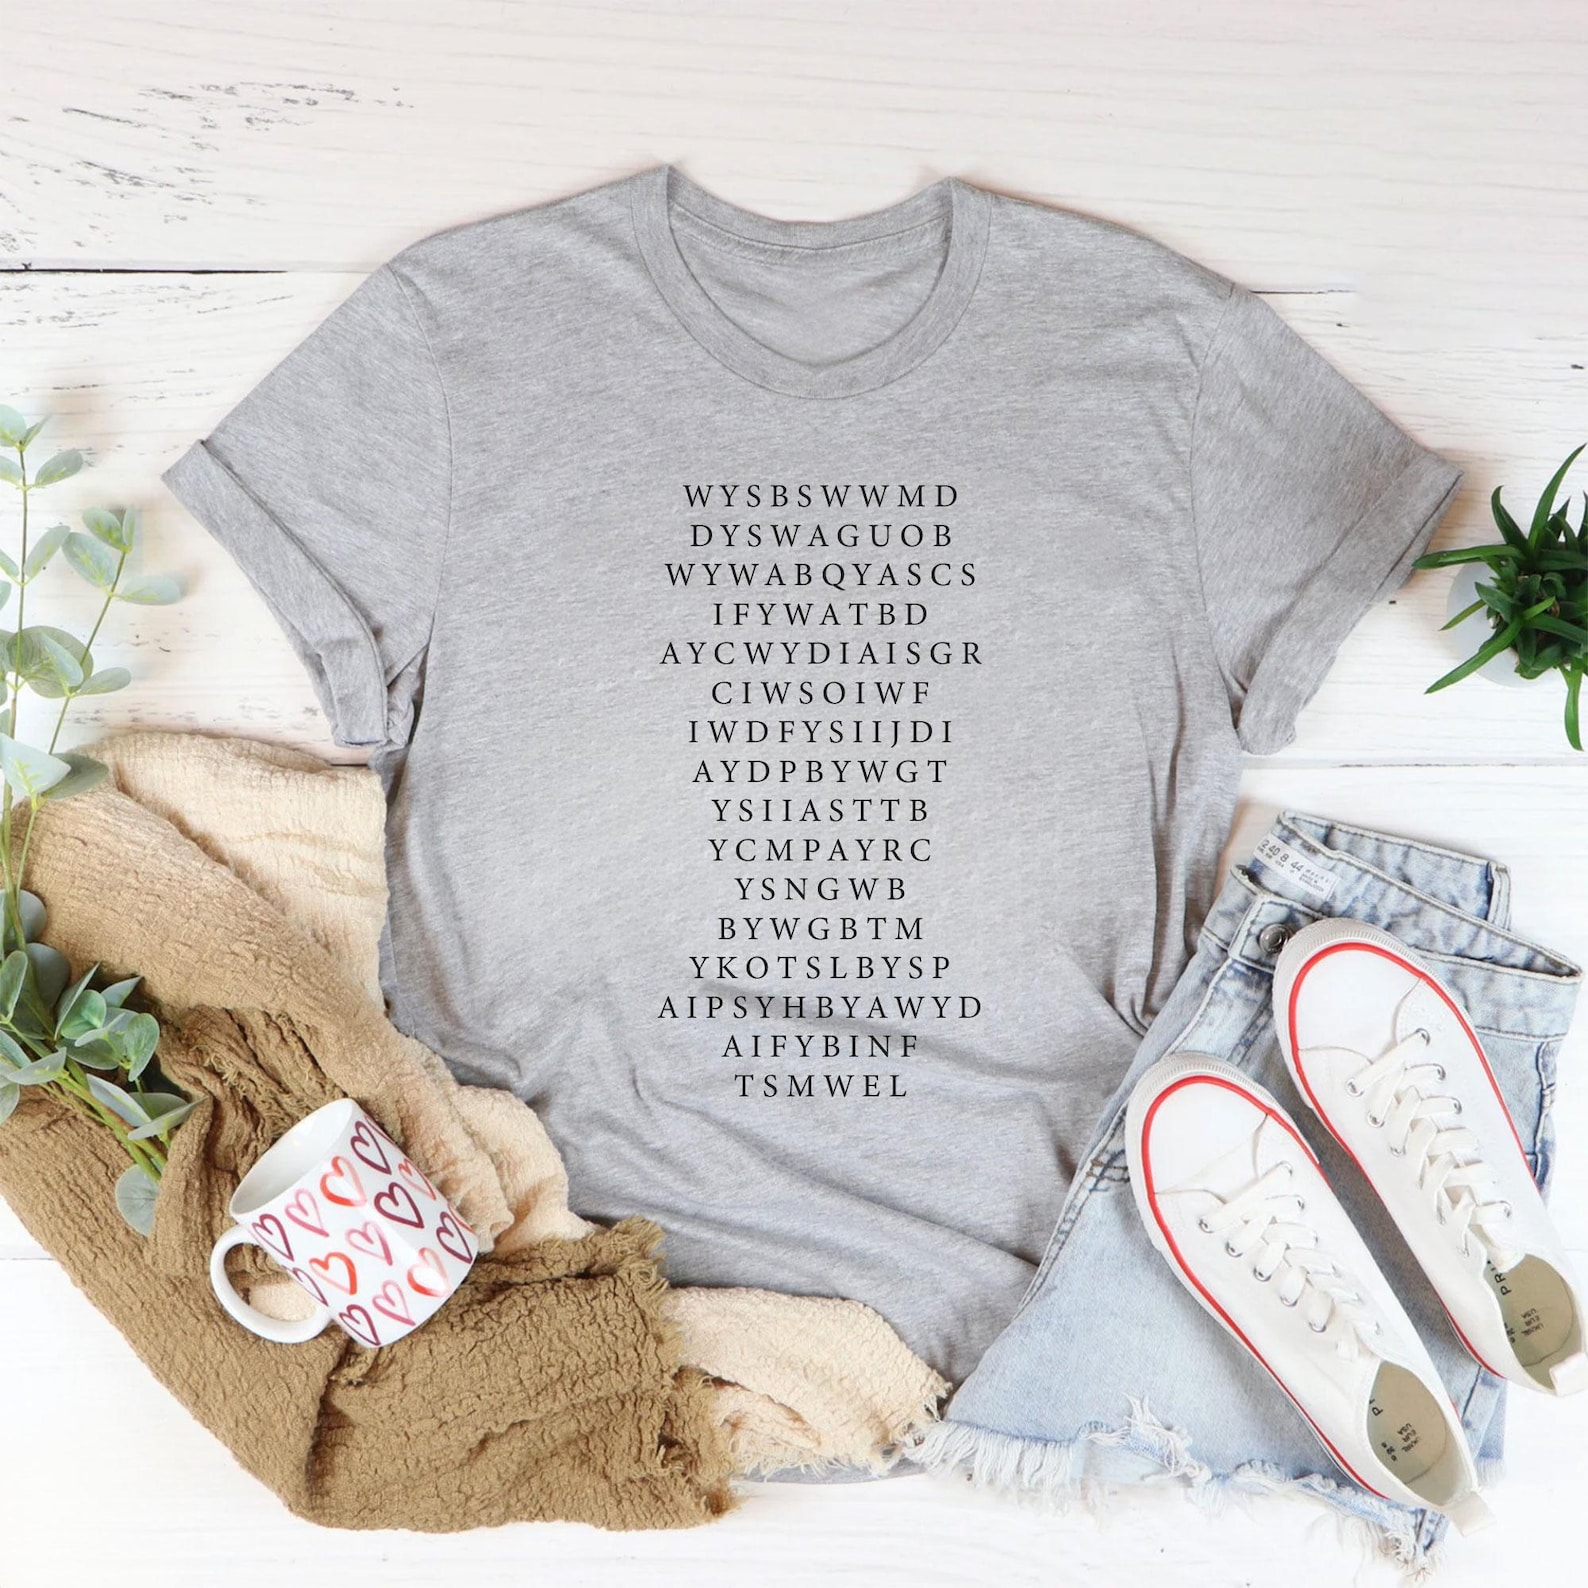 WYSBSWWMD
DYSWAGUOB
WYWABQYASCS
IFYWATBD
AYCWYDIAISGR
CIWSOIWF
IWDFYSIIJDI
AYDPBYWGT
YSIIASTTB
YCMPAYRC
YSNGWB
BYWGBTM
YKOTSLBYSP
AIPSYHBYAWYD
AIFYBINF
TSMWEL